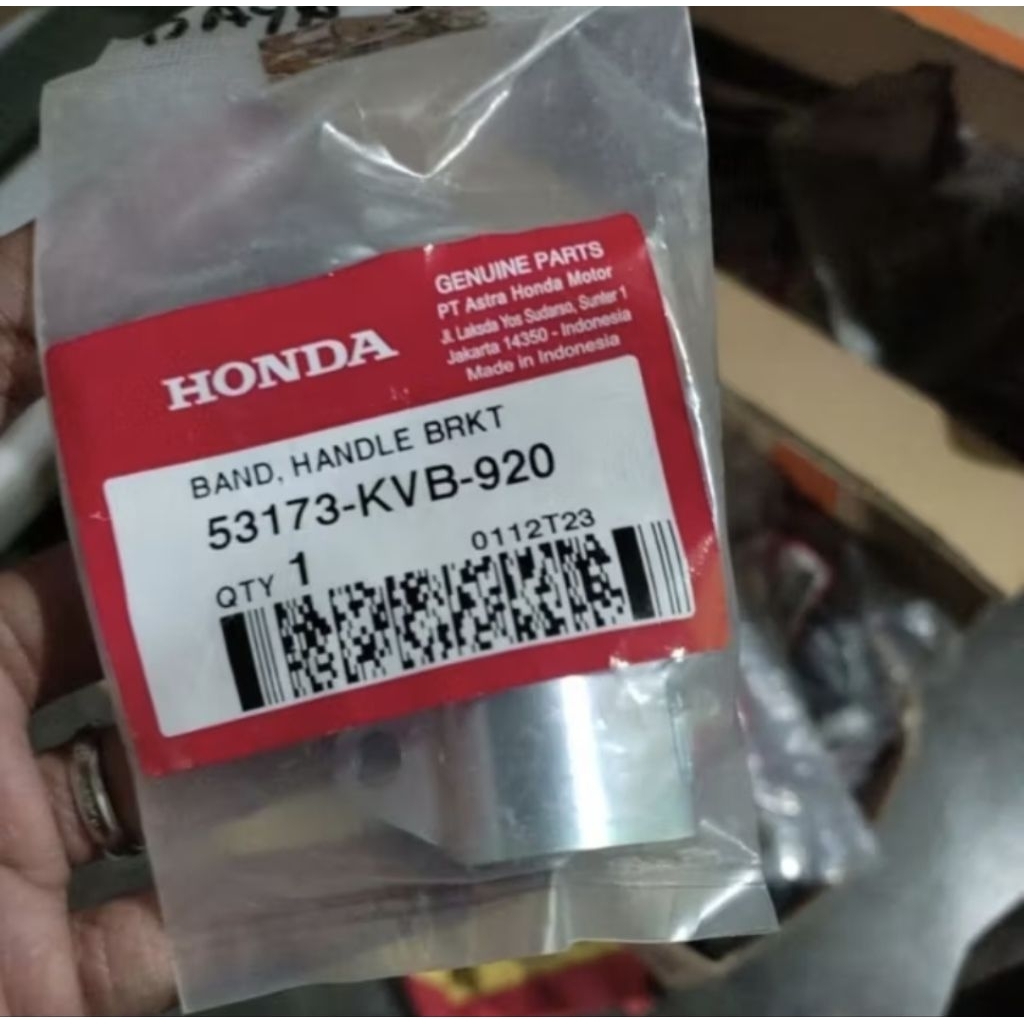 HONDA
GENUINE PARTS
PT Astra Honda Motor
Jl. Laksda Yos Sudarso, Sunter 1
Jakarta 14350 - Indonesia
Made in Indonesia
BAND, HANDLE BRKT
53173-KVB-920
QTY 1
0112T23